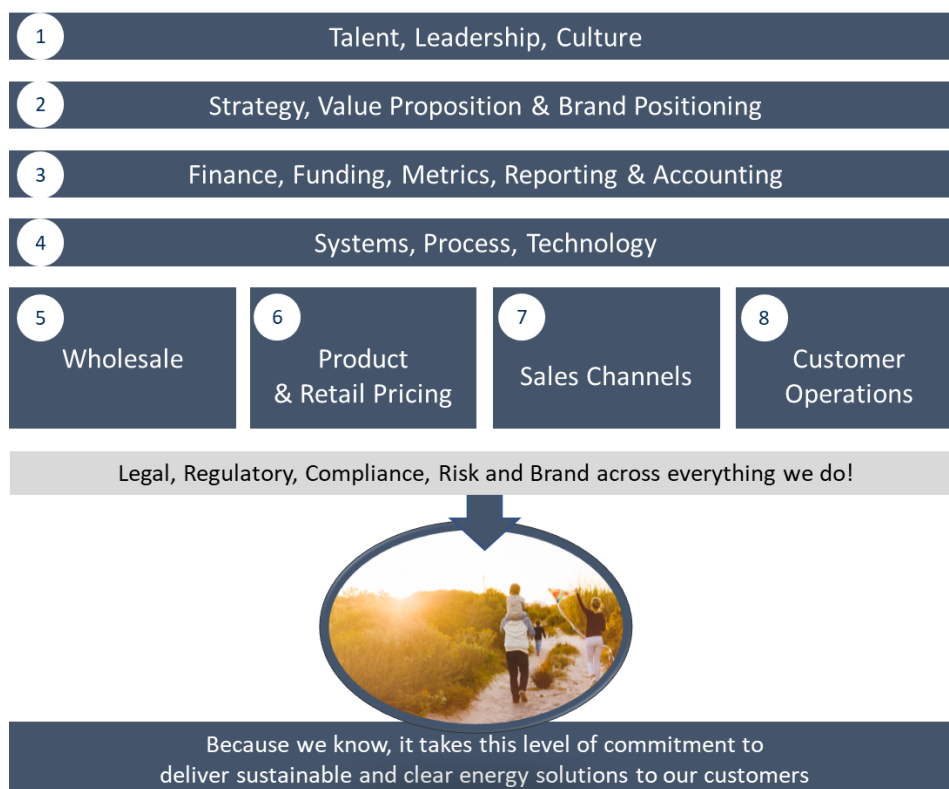 1
Talent, Leadership, Culture
2
Strategy, Value Proposition & Brand Positioning
3
Finance, Funding, Metrics, Reporting & Accounting
4
Systems, Process, Technology
5
Wholesale
6
Product
& Retail Pricing
7
Sales Channels
8
Customer
Operations
Legal, Regulatory, Compliance, Risk and Brand across everything we do!
Because we know, it takes this level of commitment to
deliver sustainable and clear energy solutions to our customers